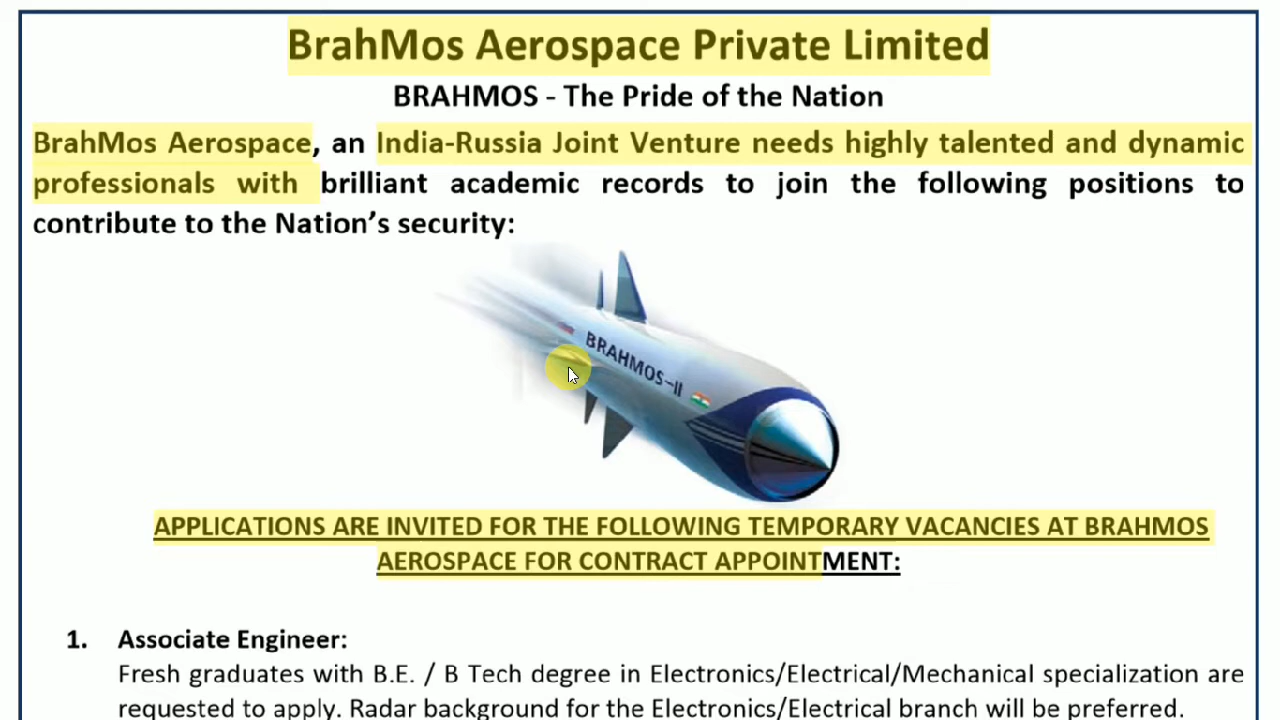 BrahMos Aerospace Private Limited
BRAHMOS - The Pride of the Nation
BrahMos Aerospace, an India-Russia Joint Venture needs highly talented and dynamic
professionals with brilliant academic records to join the following positions to
contribute to the Nation’s security:
BRAHMOS-II
APPLICATIONS ARE INVITED FOR THE FOLLOWING TEMPORARY VACANCIES AT BRAHMOS
AEROSPACE FOR CONTRACT APPOINTMENT:
1. Associate Engineer:
Fresh graduates with B.E. / B Tech degree in Electronics/Electrical/Mechanical specialization are
requested to apply. Radar background for the Electronics/Electrical branch will be preferred.